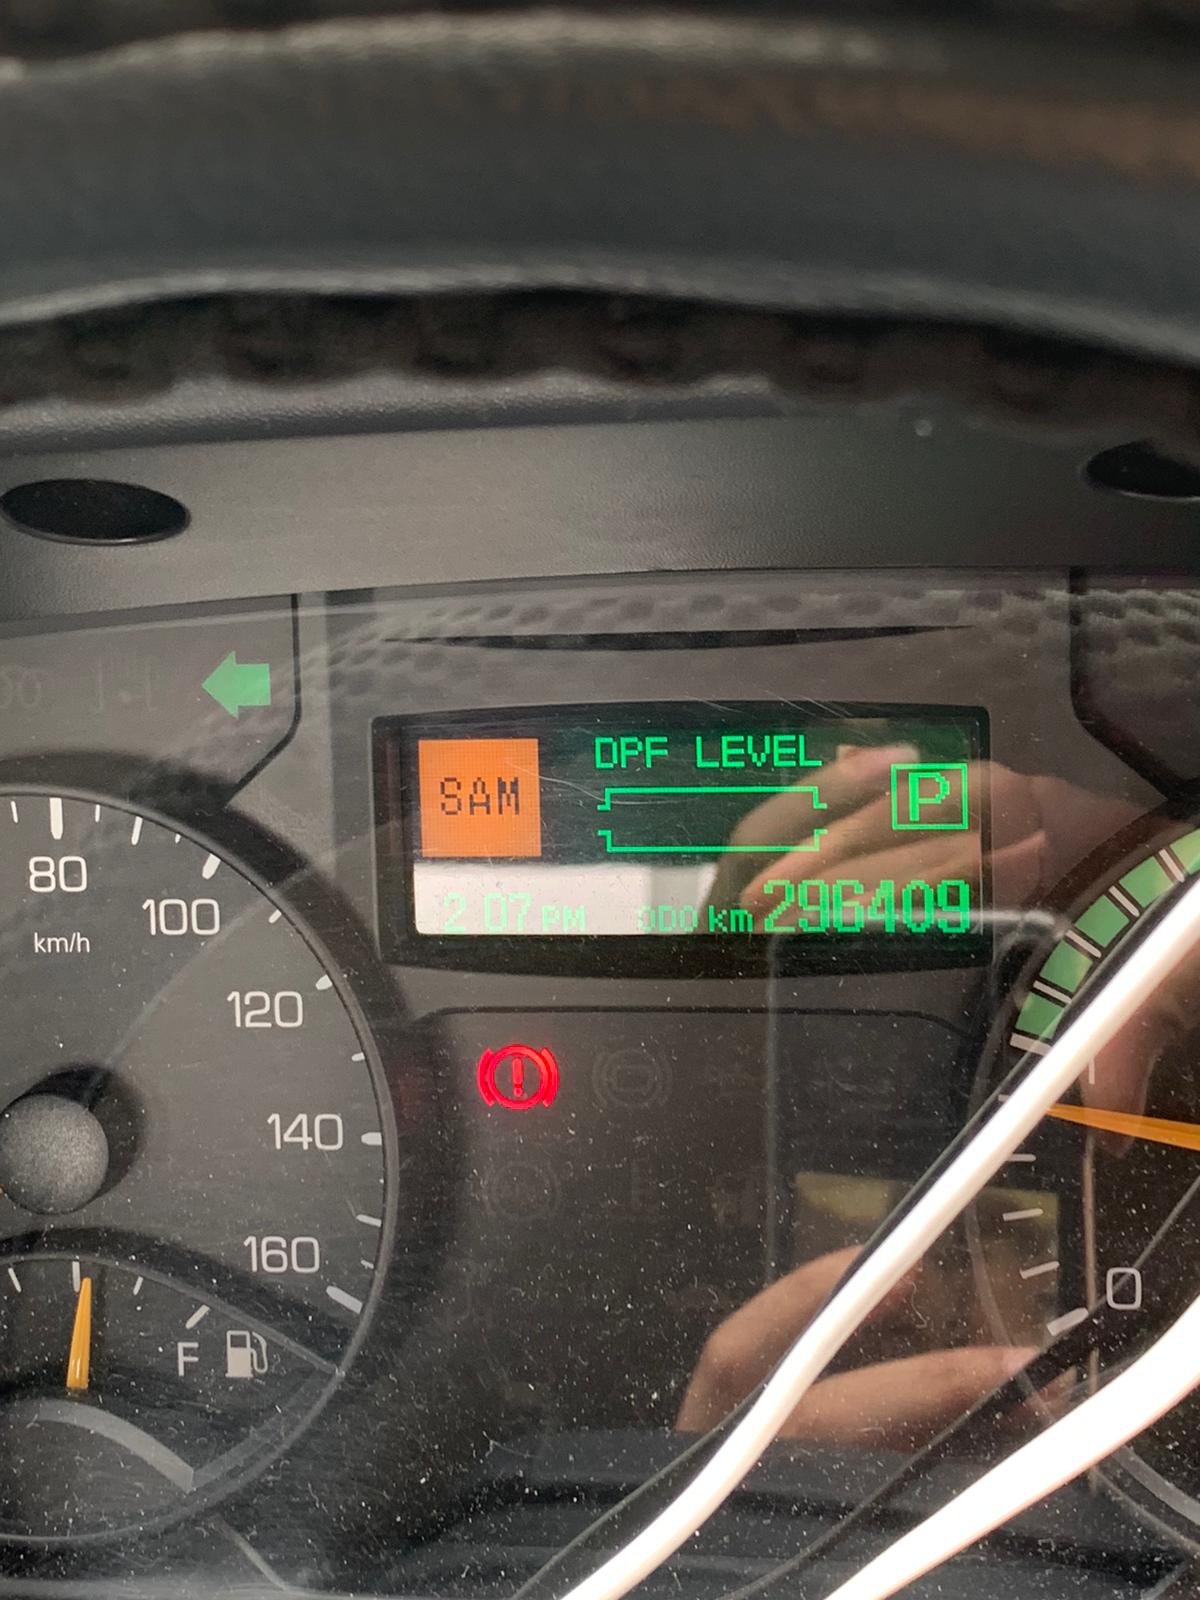 DPF LEVEL
SAM
P
2 07 PM ODO km 296409
80
100
km/h
120
140
160
F
0